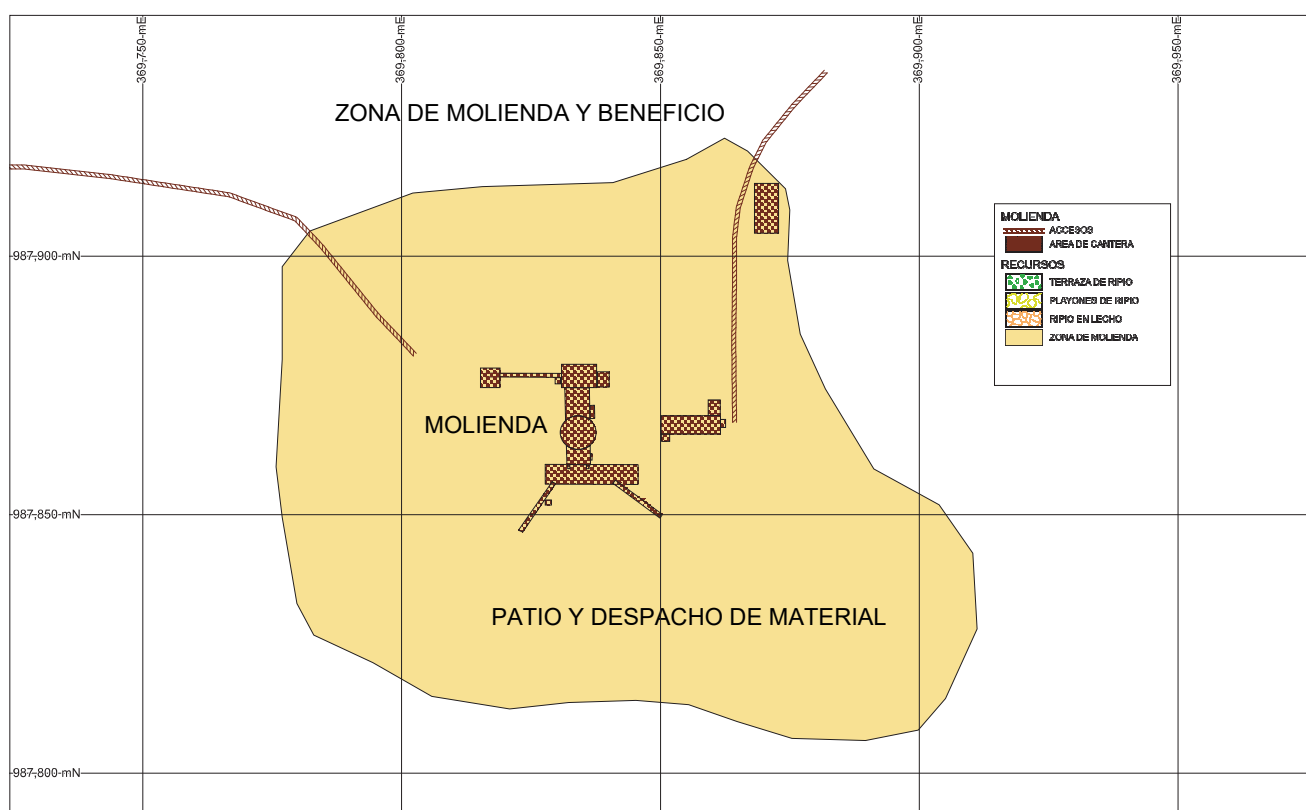 369,750-mE
369,800-mE
369,850-mE
369,900-mE
369,950-mE
ZONA DE MOLIENDA Y BENEFICIO
987,900-mN
MOLIENDA
ACCESOS
AREA DE CANTERA
RECURSOS
TERRAZA DE RIPIO
PLAYONES DE RIPIO
RIPIO EN LECHO
ZONA DE MOLIENDA
MOLIENDA
987,850-mN
PATIO Y DESPACHO DE MATERIAL
987,800-mN